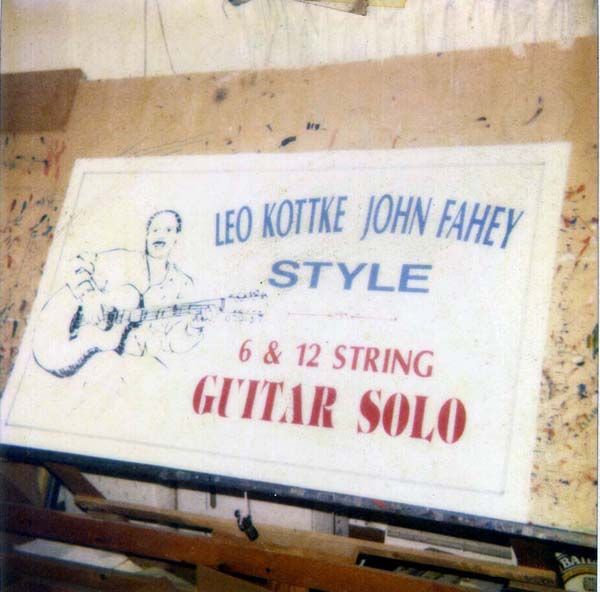 LEO KOTTKE JOHN FAHEY
STYLE
6 & 12 STRING
GUITAR SOLO